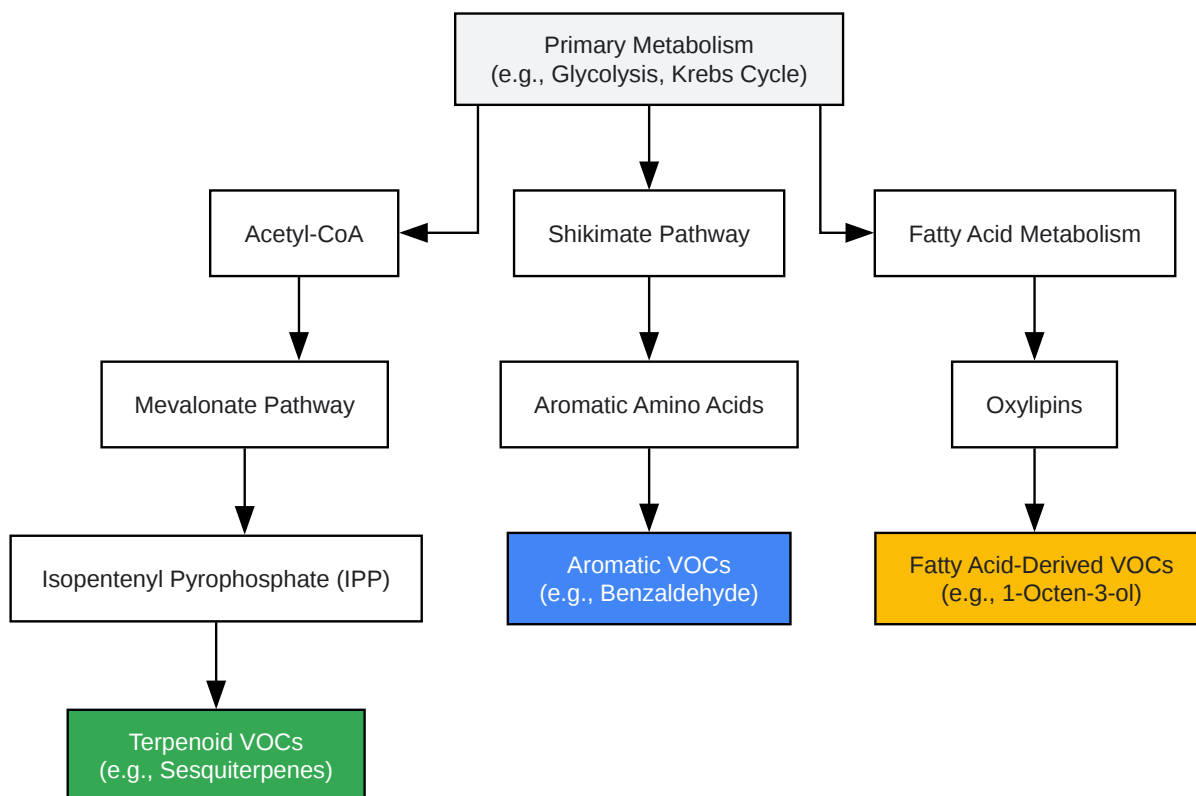 Primary Metabolism
(e.g., Glycolysis, Krebs Cycle)
Acetyl-CoA
Shikimate Pathway
Fatty Acid Metabolism
Mevalonate Pathway
Aromatic Amino Acids
Oxylipins
Isopentenyl Pyrophosphate (IPP)
Aromatic VOCs
(e.g., Benzaldehyde)
Fatty Acid-Derived VOCs
(e.g., 1-Octen-3-ol)
Terpenoid VOCs
(e.g., Sesquiterpenes)